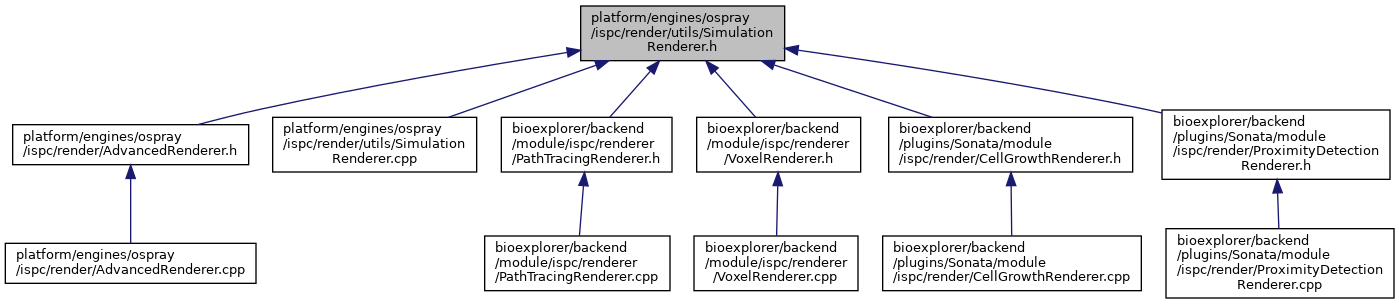 platform/engines/ospray
/ispc/render/utils/Simulation
Renderer.h
platform/engines/ospray
/ispc/render/AdvancedRenderer.h
platform/engines/ospray
/ispc/render/utils/Simulation
Renderer.cpp
bioexplorer/backend
/module/ispc/renderer
/PathTracingRenderer.h
bioexplorer/backend
/module/ispc/renderer
/VoxelRenderer.h
bioexplorer/backend
/plugins/Sonata/module
/ispc/render/CellGrowthRenderer.h
bioexplorer/backend
/plugins/Sonata/module
/ispc/render/ProximityDetection
Renderer.h
platform/engines/ospray
/ispc/render/AdvancedRenderer.cpp
bioexplorer/backend
/module/ispc/renderer
/PathTracingRenderer.cpp
bioexplorer/backend
/module/ispc/renderer
/VoxelRenderer.cpp
bioexplorer/backend
/plugins/Sonata/module
/ispc/render/CellGrowthRenderer.cpp
bioexplorer/backend
/plugins/Sonata/module
/ispc/render/ProximityDetection
Renderer.cpp